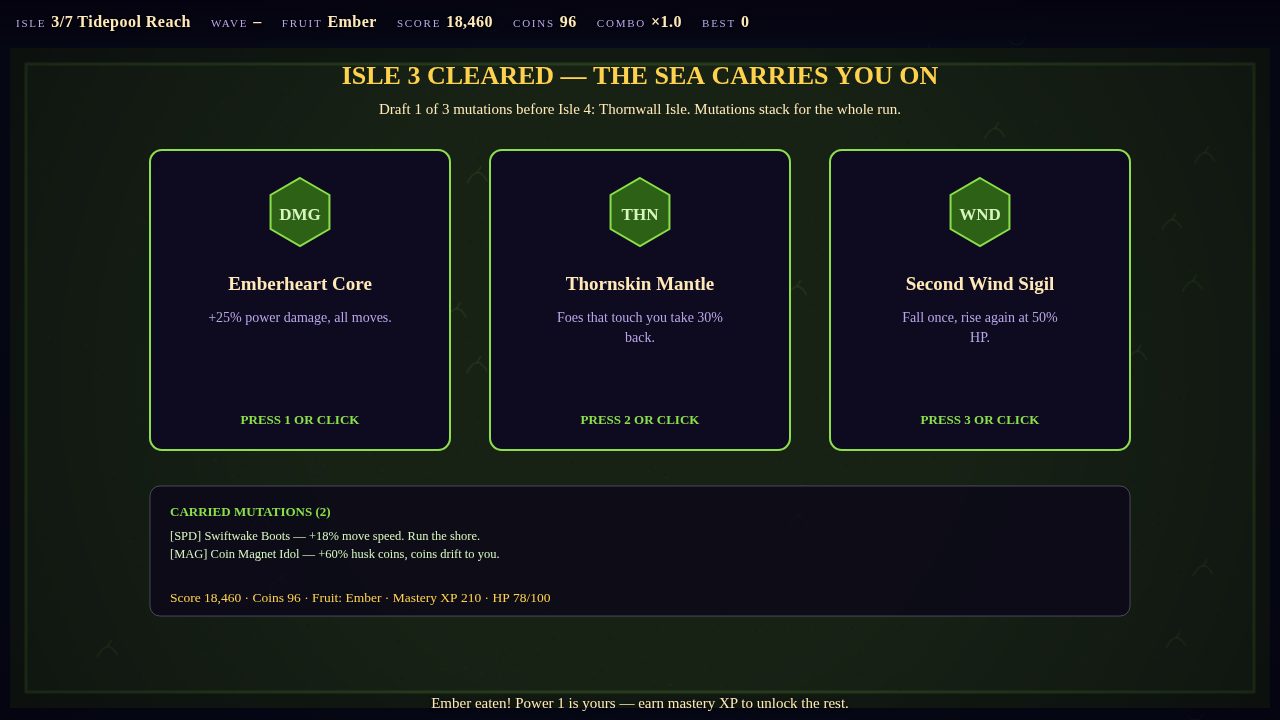 ISLE 3/7 Tidepool Reach WAVE – FRUIT Ember SCORE 18,460 COINS 96 COMBO ×1.0 BEST 0
ISLE 3 CLEARED — THE SEA CARRIES YOU ON
Draft 1 of 3 mutations before Isle 4: Thornwall Isle. Mutations stack for the whole run.
DMG
Emberheart Core
+25% power damage, all moves.
PRESS 1 OR CLICK
THN
Thornskin Mantle
Foes that touch you take 30%
back.
PRESS 2 OR CLICK
WND
Second Wind Sigil
Fall once, rise again at 50%
HP.
PRESS 3 OR CLICK
CARRIED MUTATIONS (2)
[SPD] Swiftwake Boots — +18% move speed. Run the shore.
[MAG] Coin Magnet Idol — +60% husk coins, coins drift to you.
Score 18,460 · Coins 96 · Fruit: Ember · Mastery XP 210 · HP 78/100
Ember eaten! Power 1 is yours — earn mastery XP to unlock the rest.